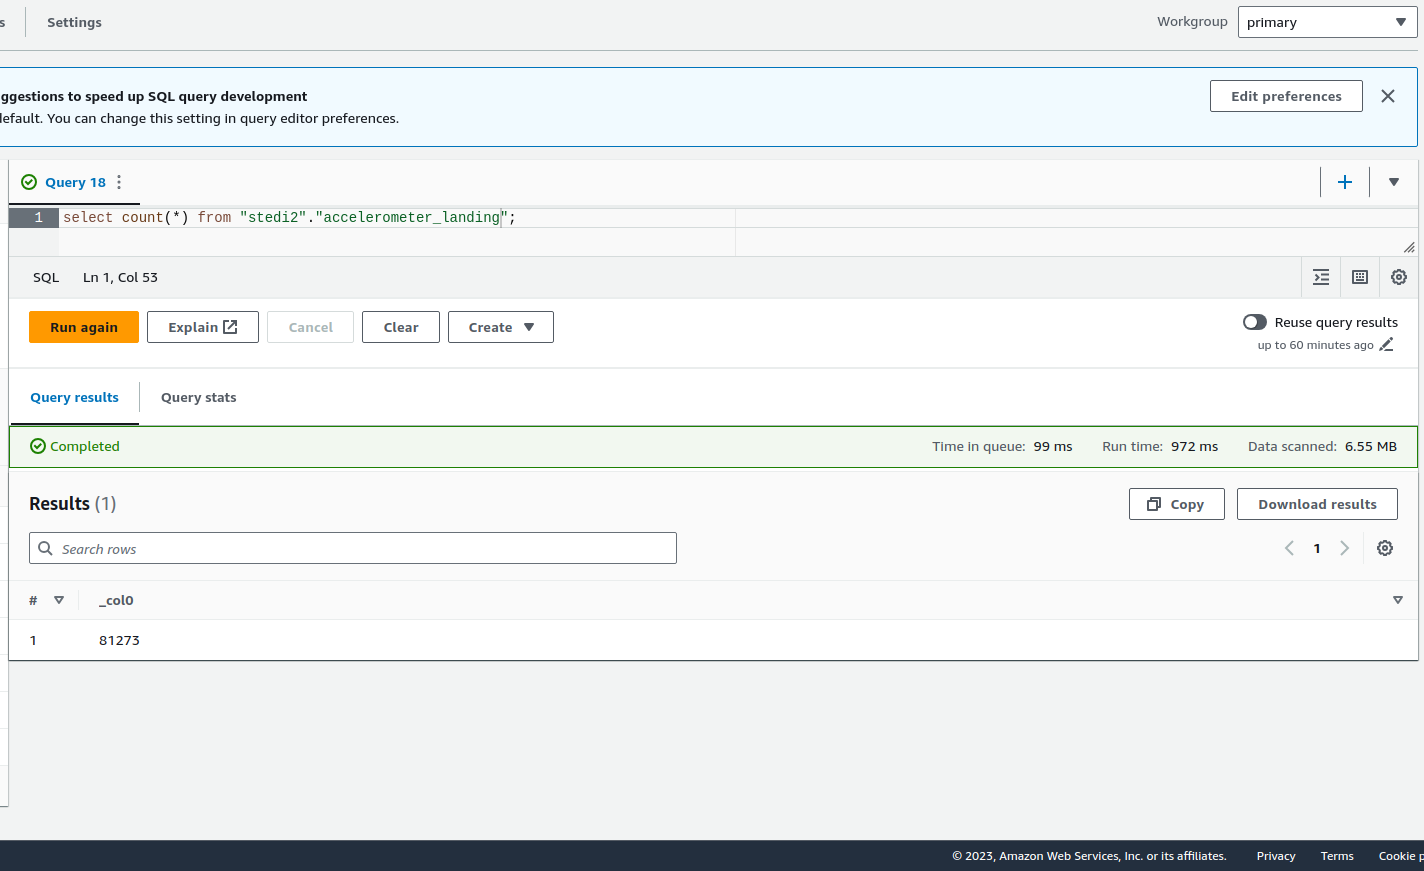 s Settings Workgroup primary
ggestions to speed up SQL query development
default. You can change this setting in query editor preferences.
Edit preferences
Query 18
1 select count(*) from "stedi2"."accelerometer_landing";
SQL Ln 1, Col 53
Run again Explain Cancel Clear Create
Reuse query results
up to 60 minutes ago
Query results Query stats
Completed Time in queue: 99 ms Run time: 972 ms Data scanned: 6.55 MB
Results (1) Copy Download results
Search rows 1
# _col0
1 81273
© 2023, Amazon Web Services, Inc. or its affiliates. Privacy Terms Cookie p